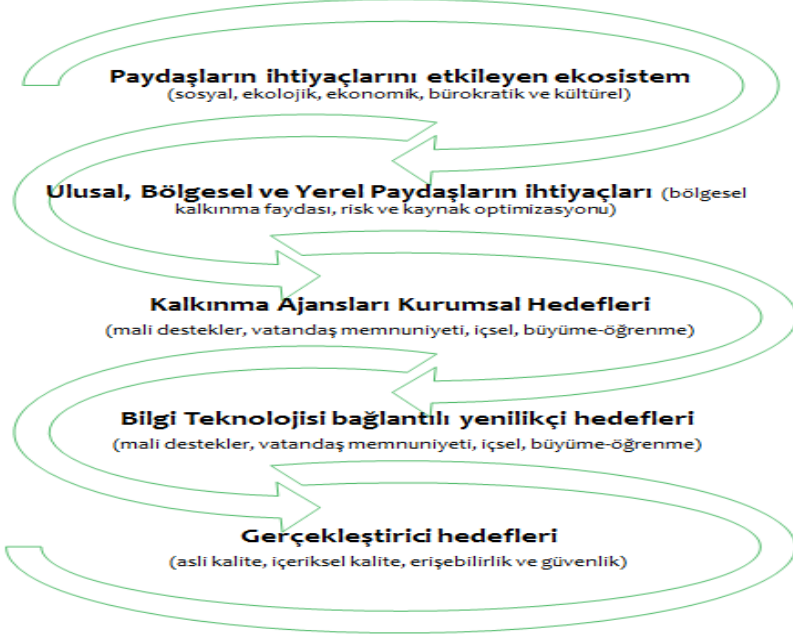 Paydaşların ihtiyaçlarını etkileyen ekosistem
(sosyal, ekolojik, ekonomik, bürokratik ve kültürel)
Ulusal, Bölgesel ve Yerel Paydaşların ihtiyaçları (bölgesel
kalkınma faydası, risk ve kaynak optimizasyonu)
Kalkınma Ajansları Kurumsal Hedefleri
(mali destekler, vatandaş memnuniyeti, içsel, büyüme-öğrenme)
Bilgi Teknolojisi bağlantılı yenilikçi hedefleri
(mali destekler, vatandaş memnuniyeti, içsel, büyüme-öğrenme)
Gerçekleştirici hedefleri
(asli kalite, içeriksel kalite, erişebilirlik ve güvenlik)